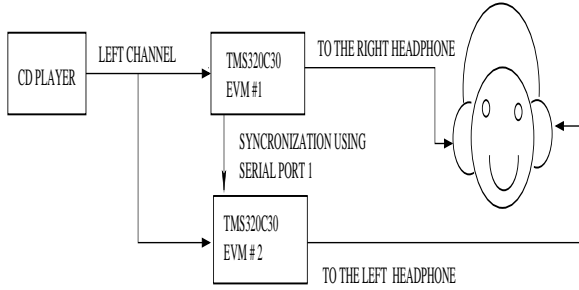 CD PLAYER
LEFT CHANNEL
TMS320C30
EVM #1
TO THE RIGHT HEADPHONE
SYNCRONIZATION USING
SERIAL PORT 1
TMS320C30
EVM # 2
TO THE LEFT HEADPHONE